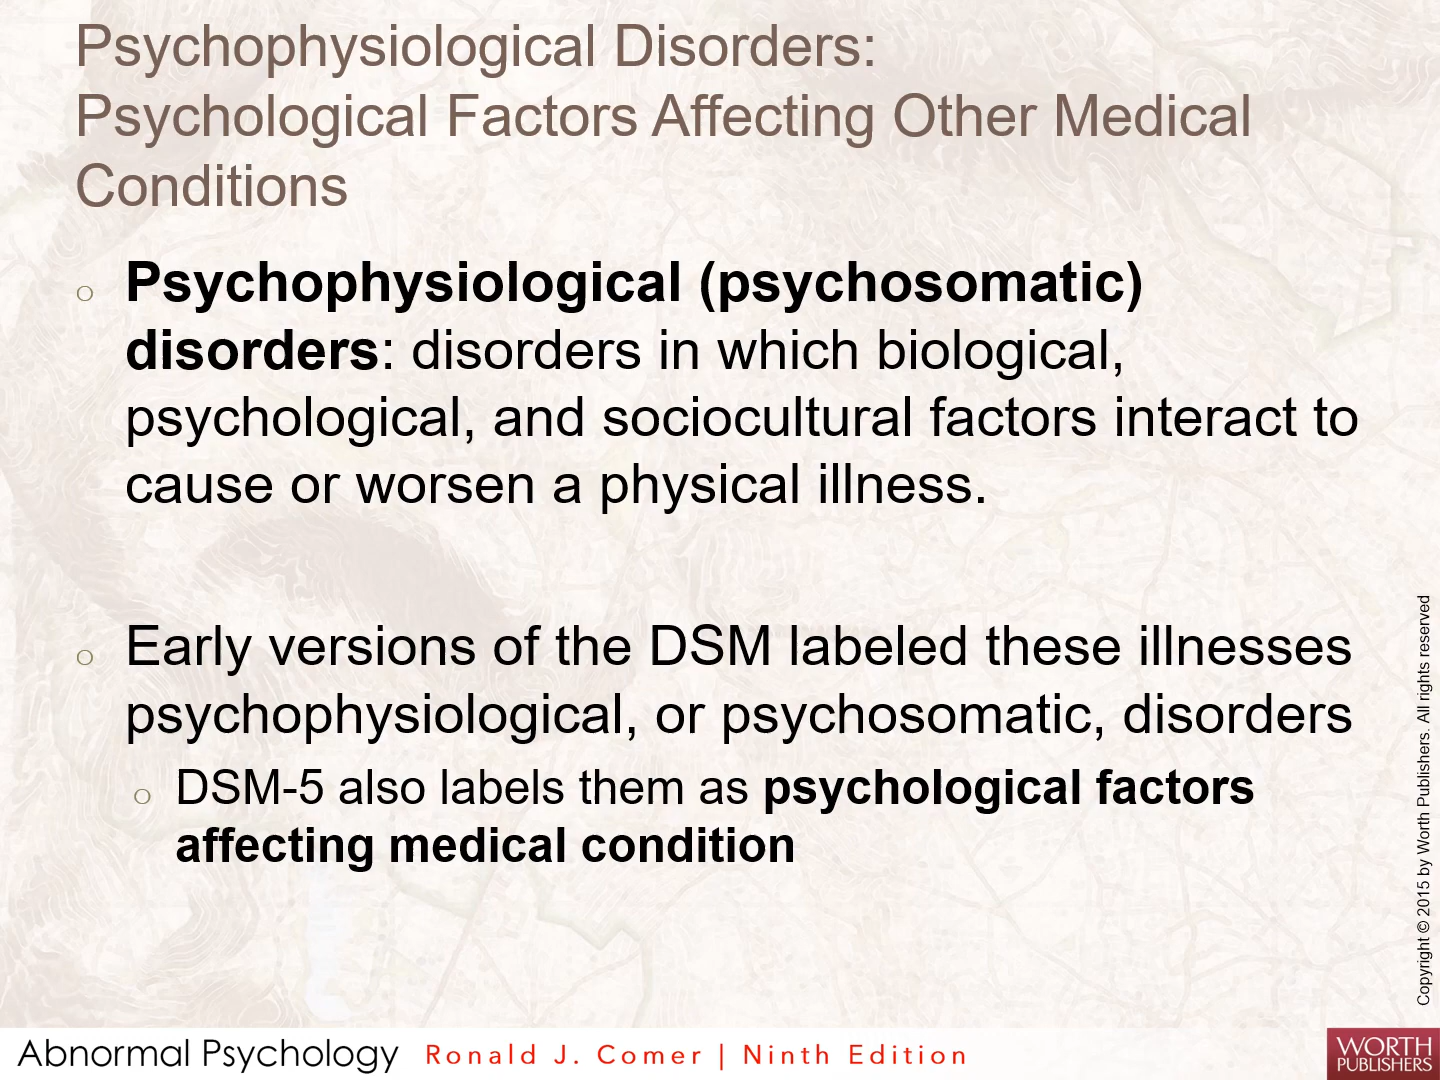 Psychophysiological Disorders:
Psychological Factors Affecting Other Medical
Conditions
Psychophysiological (psychosomatic)
disorders: disorders in which biological,
psychological, and sociocultural factors interact to
cause or worsen a physical illness.
Early versions of the DSM labeled these illnesses
psychophysiological, or psychosomatic, disorders
DSM-5 also labels them as psychological factors
affecting medical condition
Copyright © 2015 by Worth Publishers. All rights reserved
Abnormal Psychology Ronald J. Comer | Ninth Edition
WORTH
PUBLISHERS